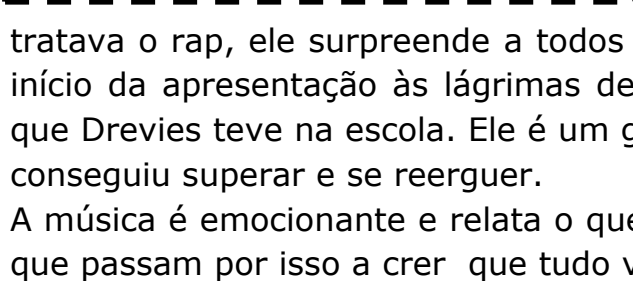 tratava o rap, ele surpreende a todos
início da apresentação às lágrimas de
que Drevies teve na escola. Ele é um
conseguiu superar e se reerguer.
A música é emocionante e relata o que
que passam por isso a crer que tudo